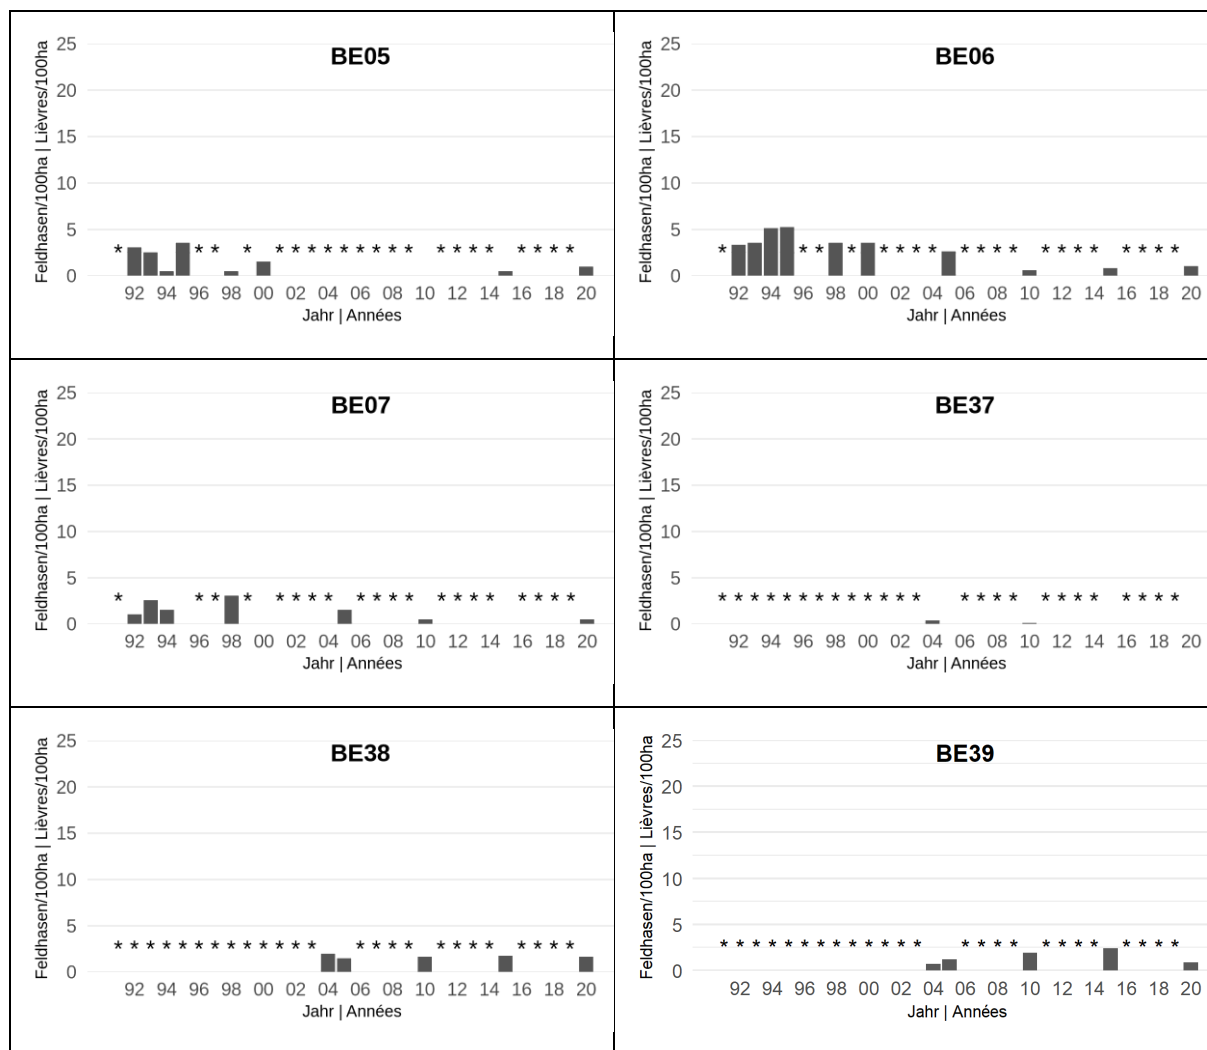 BE05
Feldhasen/100ha | Lièvres/100ha
25
20
15
10
5
0
* * * * * * * * * * * * * * * * * * * * *
92 94 96 98 00 02 04 06 08 10 12 14 16 18 20
Jahr | Années
BE06
Feldhasen/100ha | Lièvres/100ha
25
20
15
10
5
0
* * * * * * * * * * * * * * * * * * * *
92 94 96 98 00 02 04 06 08 10 12 14 16 18 20
Jahr | Années
BE07
Feldhasen/100ha | Lièvres/100ha
25
20
15
10
5
0
* * * * * * * * * * * * * * * * * * * *
92 94 96 98 00 02 04 06 08 10 12 14 16 18 20
Jahr | Années
BE37
Feldhasen/100ha | Lièvres/100ha
25
20
15
10
5
0
* * * * * * * * * * * * * * * * * * * * * * * * *
92 94 96 98 00 02 04 06 08 10 12 14 16 18 20
Jahr | Années
BE38
Feldhasen/100ha | Lièvres/100ha
25
20
15
10
5
0
* * * * * * * * * * * * * * * * * * * * * * * * *
92 94 96 98 00 02 04 06 08 10 12 14 16 18 20
Jahr | Années
BE39
Feldhasen/100ha | Lièvres/100ha
25
20
15
10
5
0
* * * * * * * * * * * * * * * * * * * * * * * * *
92 94 96 98 00 02 04 06 08 10 12 14 16 18 20
Jahr | Années